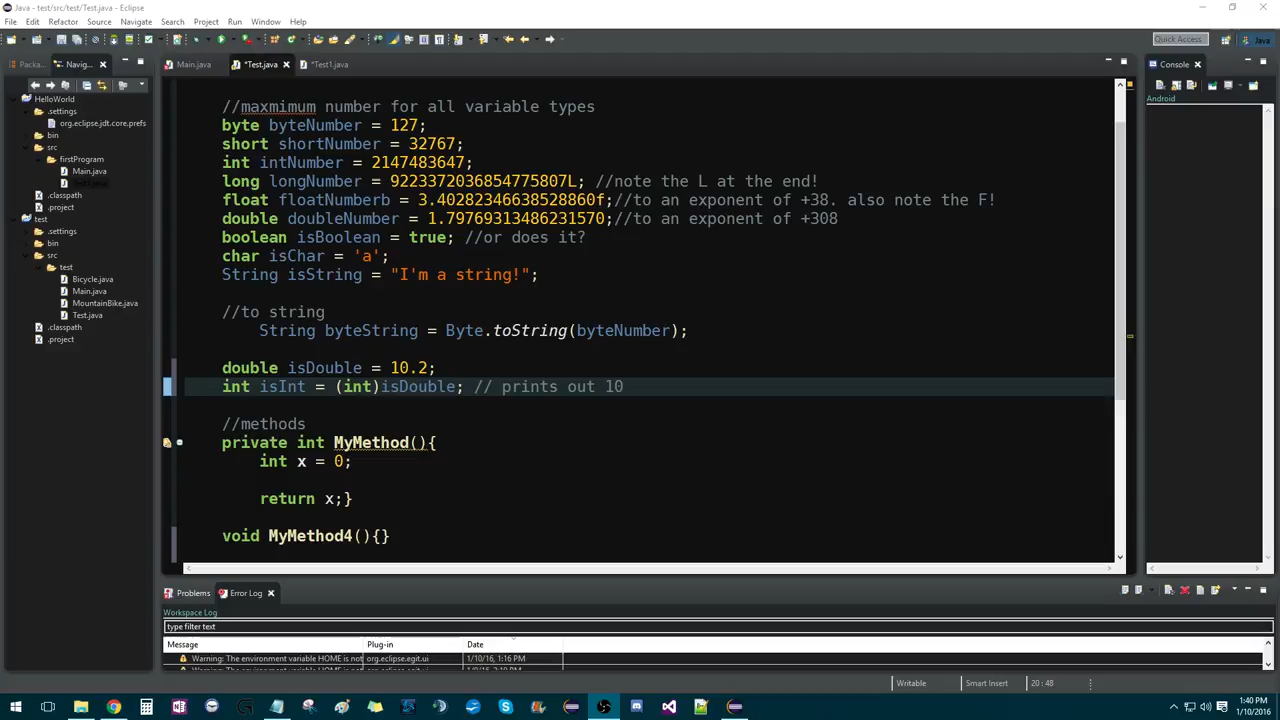 Java - test/src/test/Test.java - Eclipse
File Edit Refactor Source Navigate Search Project Run Window Help
Quick Access Java
Packa... Navig... Main.java *Test.java *Test1.java Console
Android
HelloWorld
.settings
org.eclipse.jdt.core.prefs
bin
src
firstProgram
Main.java
Test1.java
.classpath
.project
test
.settings
bin
src
test
Bicycle.java
Main.java
MountainBike.java
Test.java
.classpath
.project
//maxmimum number for all variable types
byte byteNumber = 127;
short shortNumber = 32767;
int intNumber = 2147483647;
long longNumber = 9223372036854775807L; //note the L at the end!
float floatNumberb = 3.40282346638528860f;//to an exponent of +38. also note the F!
double doubleNumber = 1.79769313486231570;//to an exponent of +308
boolean isBoolean = true; //or does it?
char isChar = 'a';
String isString = "I'm a string!";
//to string
String byteString = Byte.toString(byteNumber);
double isDouble = 10.2;
int isInt = (int)isDouble; // prints out 10
//methods
private int MyMethod(){
int x = 0;
return x;}
void MyMethod4(){}
Problems Error Log
Workspace Log
type filter text
Message Plug-in Date
Warning: The environment variable HOME is not org.eclipse.egit.ui 1/10/16, 1:16 PM
Writable Smart Insert 20 : 48
1:40 PM
1/10/2016